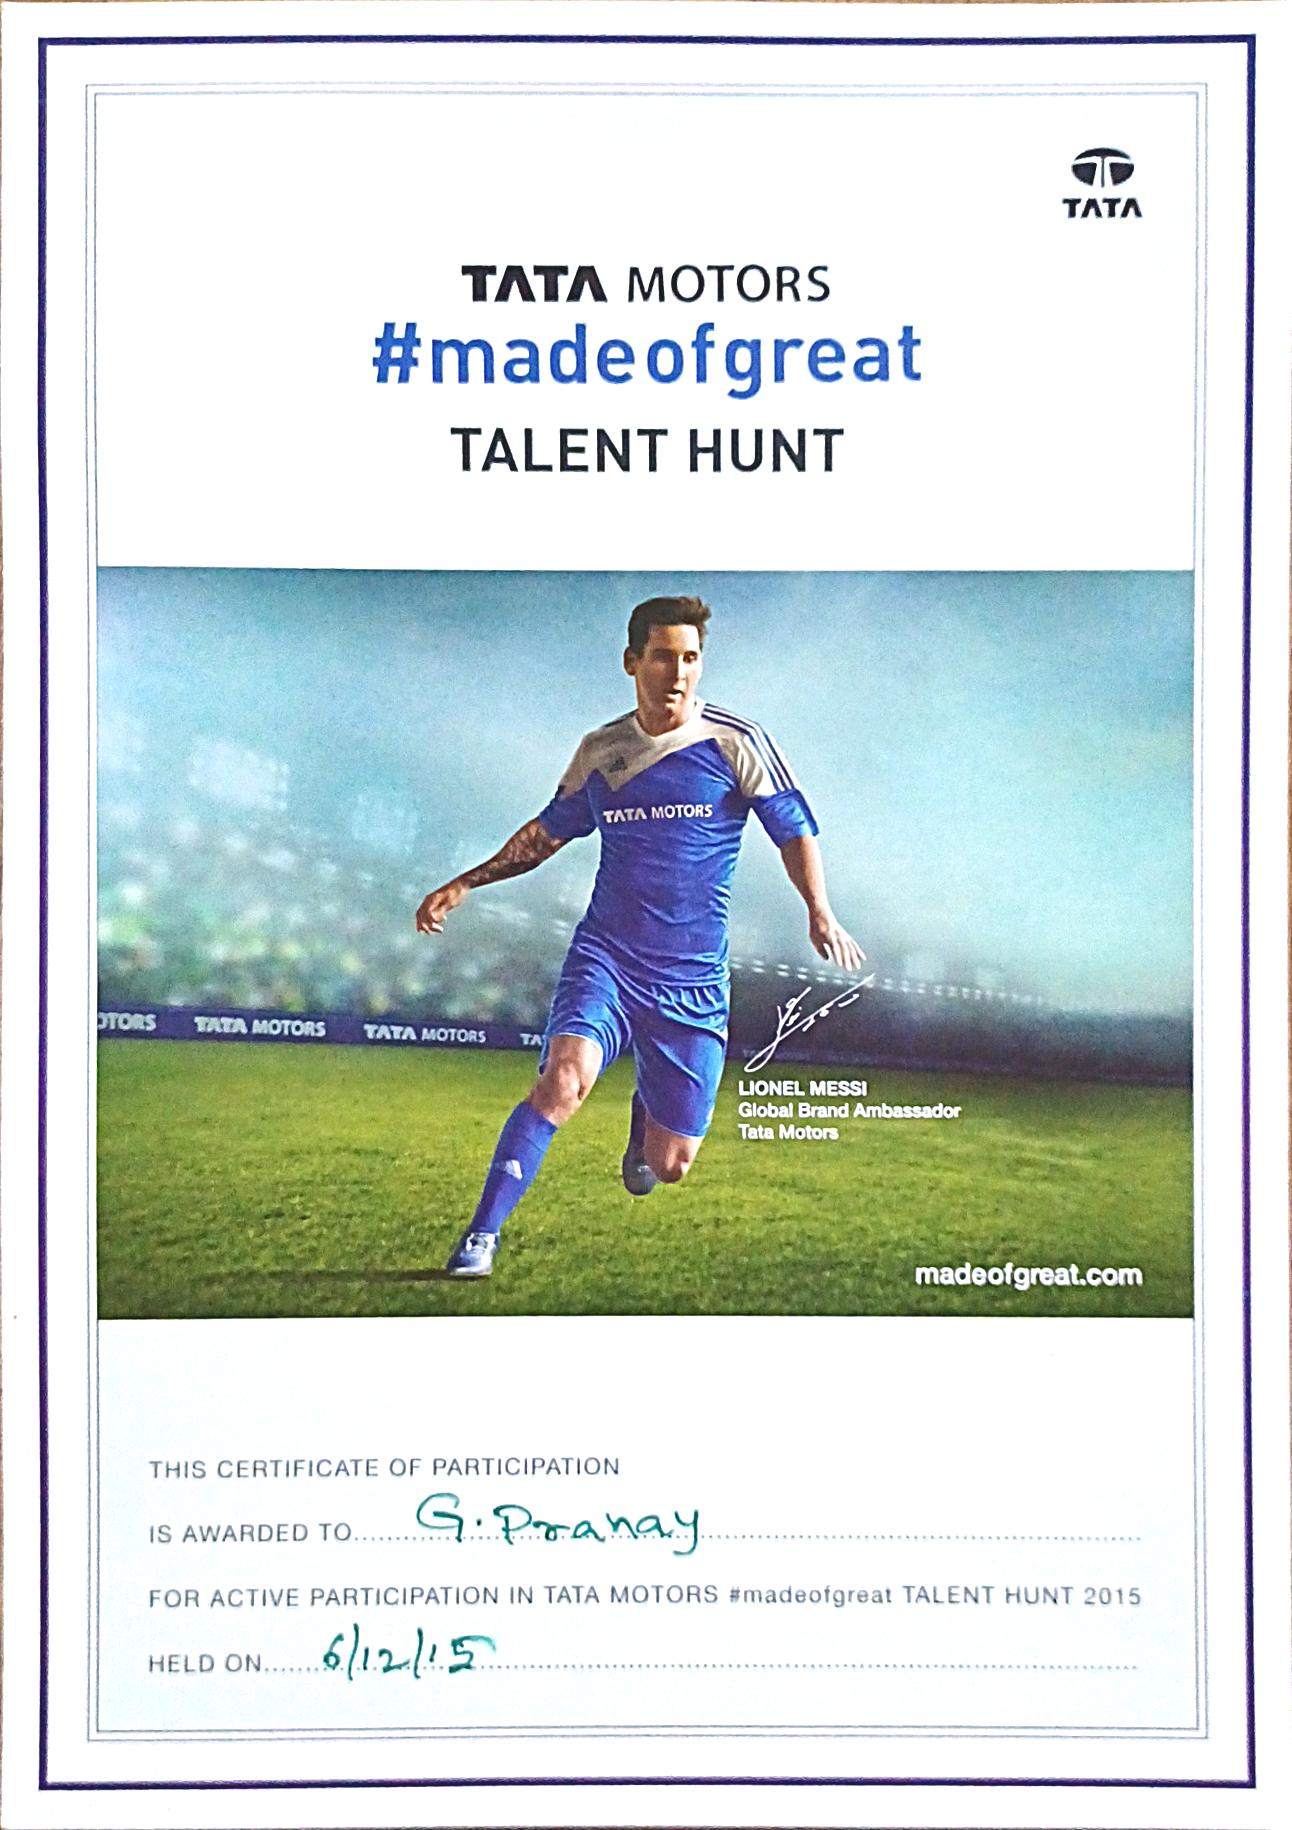 TATA
TATA MOTORS
#madeofgreat
TALENT HUNT
TATA MOTORS
OTORS TATA MOTORS TATA MOTORS TA
LIONEL MESSI
Global Brand Ambassador
Tata Motors
madeofgreat.com
THIS CERTIFICATE OF PARTICIPATION
IS AWARDED TO G. Pranay
FOR ACTIVE PARTICIPATION IN TATA MOTORS #madeofgreat TALENT HUNT 2015
HELD ON 6/12/15